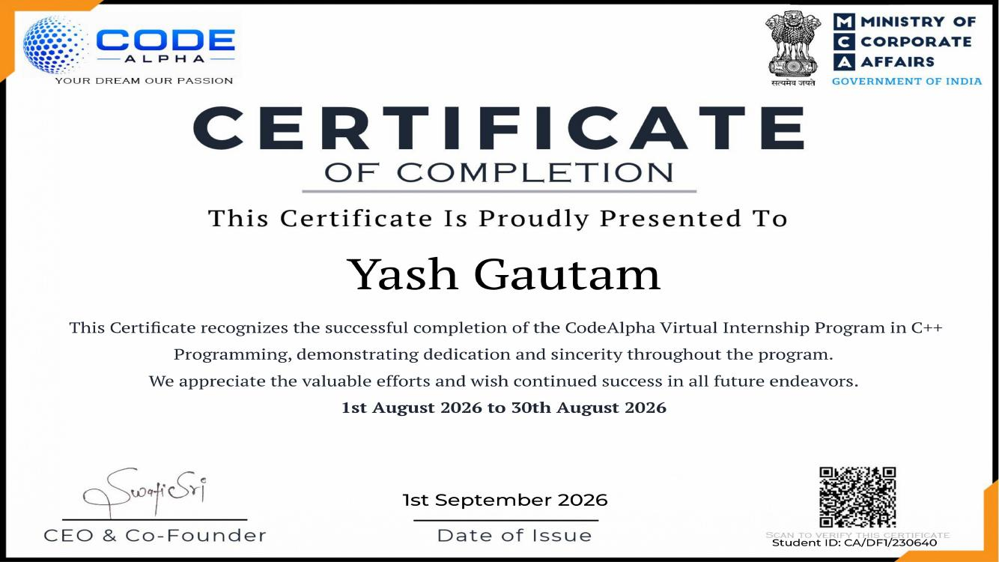 CODE
ALPHA
YOUR DREAM OUR PASSION
सत्यमेव जयते
M MINISTRY OF
C CORPORATE
A AFFAIRS
GOVERNMENT OF INDIA
CERTIFICATE
OF COMPLETION
This Certificate Is Proudly Presented To
Yash Gautam
This Certificate recognizes the successful completion of the CodeAlpha Virtual Internship Program in C++
Programming, demonstrating dedication and sincerity throughout the program.
We appreciate the valuable efforts and wish continued success in all future endeavors.
1st August 2026 to 30th August 2026
SwatiSri
CEO & Co-Founder
1st September 2026
Date of Issue
SCAN TO VERIFY THIS CERTIFICATE
Student ID: CA/DF1/230640